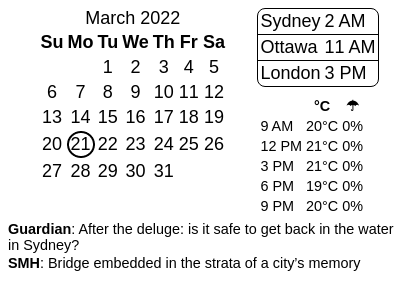 March 2022
Su Mo Tu We Th Fr Sa
1 2 3 4 5
6 7 8 9 10 11 12
13 14 15 16 17 18 19
20 21 22 23 24 25 26
27 28 29 30 31
Sydney 2 AM
Ottawa 11 AM
London 3 PM
°C ☂
9 AM 20°C 0%
12 PM 21°C 0%
3 PM 21°C 0%
6 PM 19°C 0%
9 PM 20°C 0%
Guardian: After the deluge: is it safe to get back in the water
in Sydney?
SMH: Bridge embedded in the strata of a city’s memory